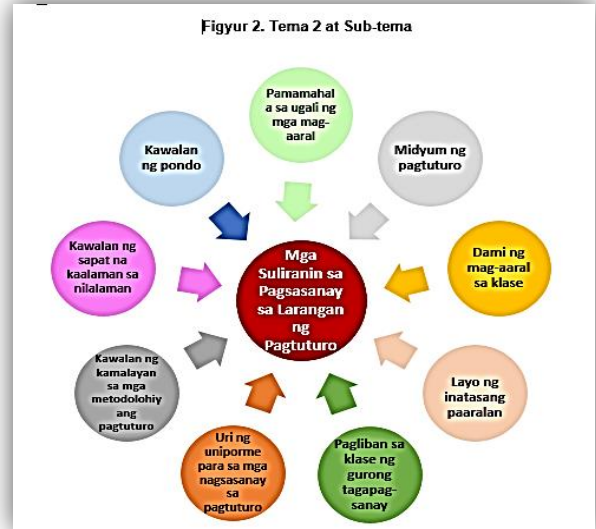 Figyur 2. Tema 2 at Sub-tema
Pamamahal
a sa ugali ng
mga mag-
aaral
Midyum ng
pagtuturo
Dami ng
mag-aaral
sa klase
Layo ng
inatasang
paaralan
Pagliban sa
klase ng
gurong
tagapag-
sanay
Uri ng
uniporme
para sa mga
nagsasanay
sa
pagtuturo
Kawalan ng
kamalayan
sa mga
metodolohiy
ang
pagtuturo
Kawalan ng
sapat na
kaalaman sa
nilalaman
Kawalan
ng pondo
Mga
Suliranin sa
Pagsasanay
sa Larangan
ng
Pagtuturo